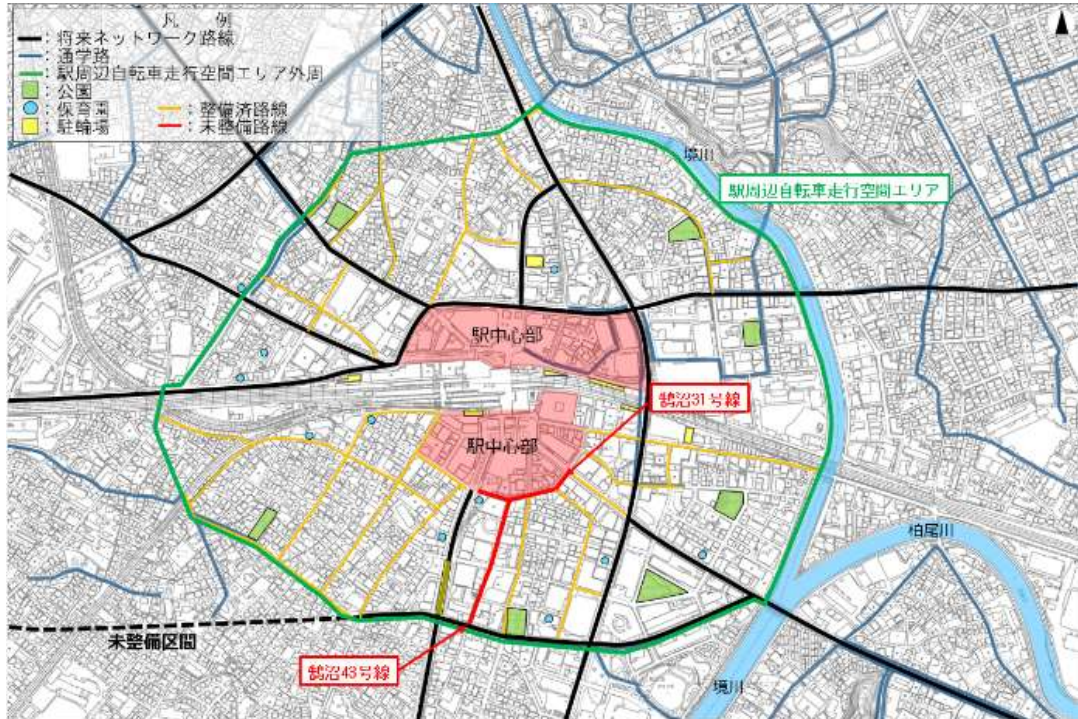 凡 例
：将来ネットワーク路線
：通学路
：駅周辺自転車走行空間エリア外周
：公園
：保育園
：整備済路線
：駐輪場
：未整備路線
境川
駅周辺自転車走行空間エリア
駅中心部
鵠沼31号線
駅中心部
柏尾川
未整備区間
鵠沼43号線
境川